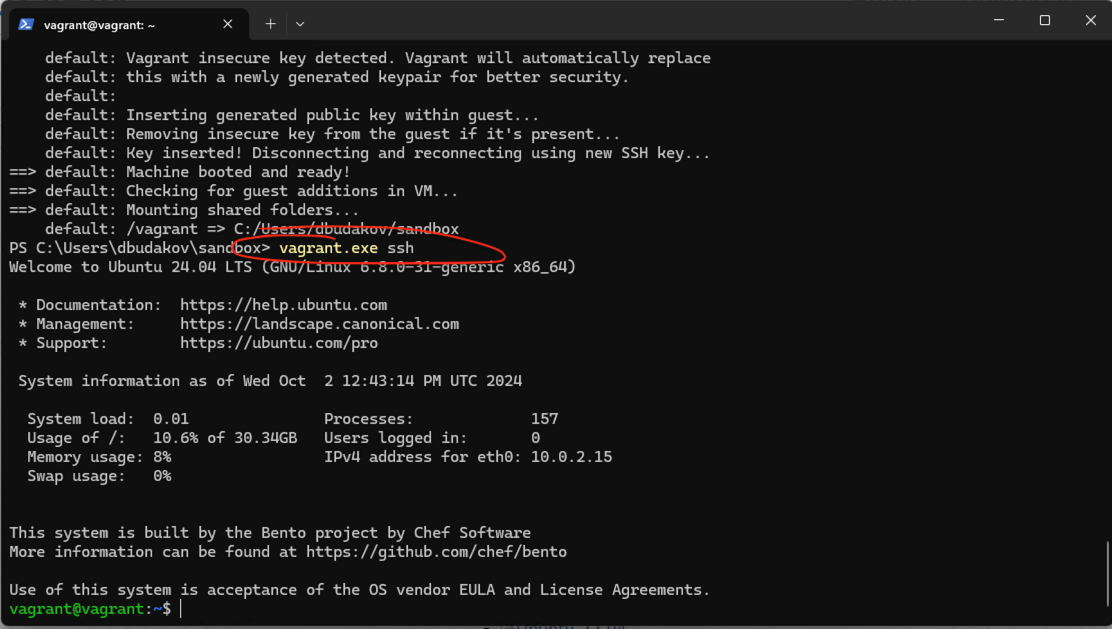 vagrant@vagrant: ~
default: Vagrant insecure key detected. Vagrant will automatically replace
default: this with a newly generated keypair for better security.
default:
default: Inserting generated public key within guest...
default: Removing insecure key from the guest if it's present...
default: Key inserted! Disconnecting and reconnecting using new SSH key...
==> default: Machine booted and ready!
==> default: Checking for guest additions in VM...
==> default: Mounting shared folders...
default: /vagrant => C:/Users/dbudakov/sandbox
PS C:\Users\dbudakov\sandbox> vagrant.exe ssh
Welcome to Ubuntu 24.04 LTS (GNU/Linux 6.8.0-31-generic x86_64)
* Documentation:  https://help.ubuntu.com
* Management:     https://landscape.canonical.com
* Support:        https://ubuntu.com/pro
System information as of Wed Oct  2 12:43:14 PM UTC 2024
System load:  0.01               Processes:             157
Usage of /:   10.6% of 30.34GB   Users logged in:       0
Memory usage: 8%                 IPv4 address for eth0: 10.0.2.15
Swap usage:   0%
This system is built by the Bento project by Chef Software
More information can be found at https://github.com/chef/bento
Use of this system is acceptance of the OS vendor EULA and License Agreements.
vagrant@vagrant:~$